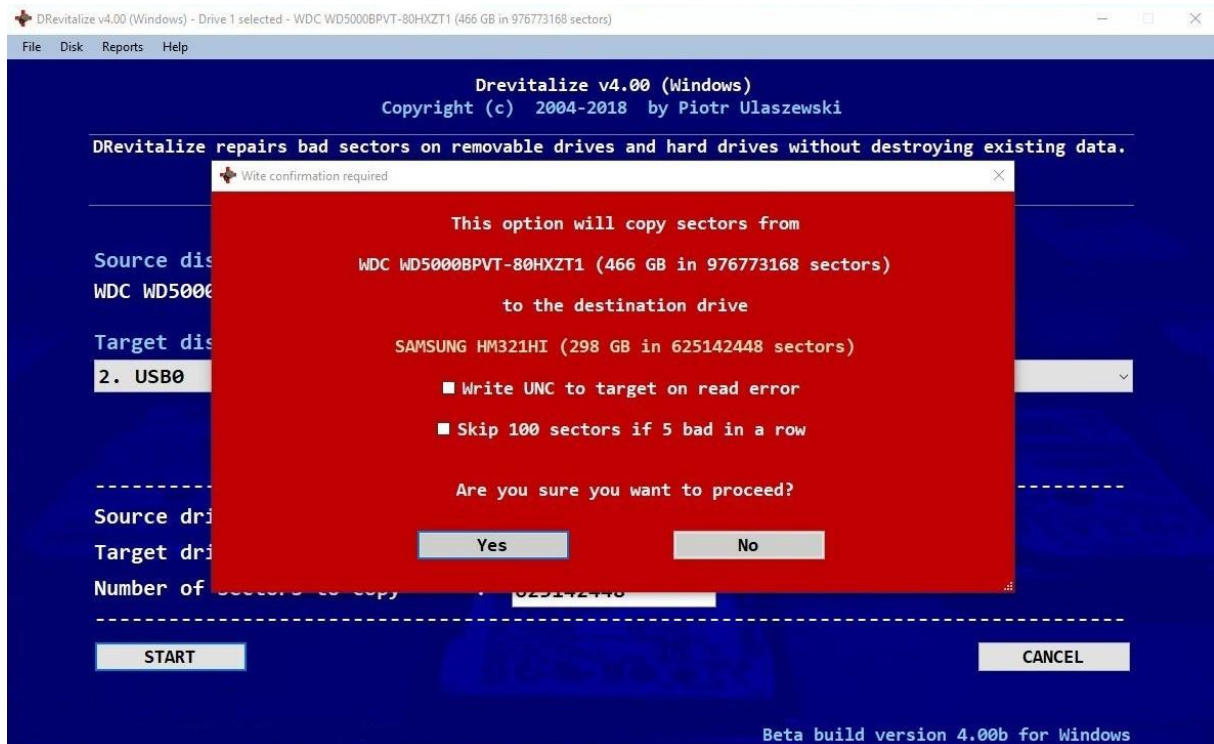 DRevitalize v4.00 (Windows) - Drive 1 selected - WDC WD5000BPVT-80HXZT1 (466 GB in 976773168 sectors)
File Disk Reports Help
Drevitalize v4.00 (Windows)
Copyright (c) 2004-2018 by Piotr Ulaszewski
DRevitalize repairs bad sectors on removable drives and hard drives without destroying existing data.
Wite confirmation required
This option will copy sectors from
WDC WD5000BPVT-80HXZT1 (466 GB in 976773168 sectors)
to the destination drive
SAMSUNG HM321HI (298 GB in 625142448 sectors)
Write UNC to target on read error
Skip 100 sectors if 5 bad in a row
Are you sure you want to proceed?
Yes No
Source dis
WDC WD5000
Target dis
2. USB0
Source dri
Target dri
Number of sectors to copy : 625142448
START CANCEL
Beta build version 4.00b for Windows